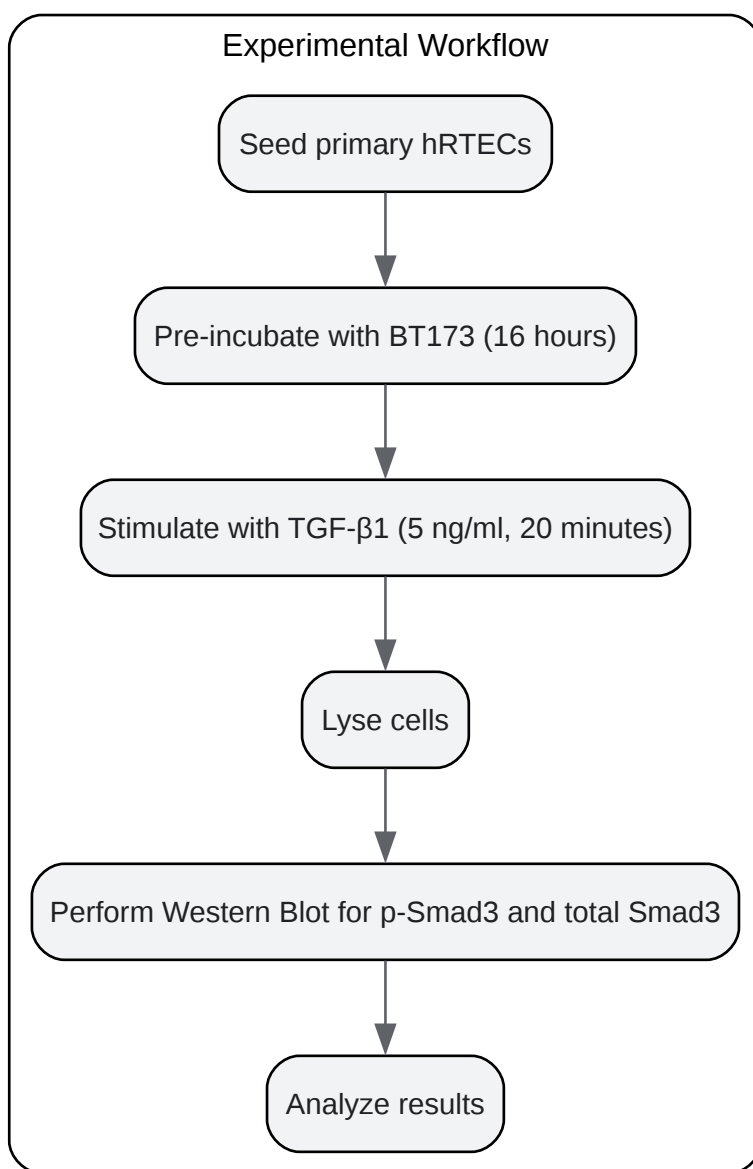 Experimental Workflow
Seed primary hRTECs
Pre-incubate with BT173 (16 hours)
Stimulate with TGF-β1 (5 ng/ml, 20 minutes)
Lyse cells
Perform Western Blot for p-Smad3 and total Smad3
Analyze results